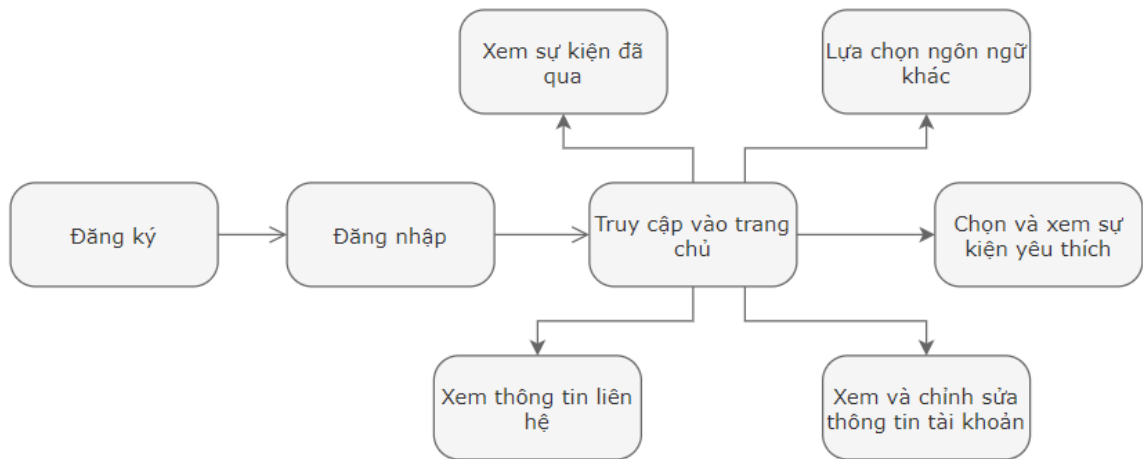 Xem sự kiện đã
qua
Lựa chọn ngôn ngữ
khác
Đăng ký
Đăng nhập
Truy cập vào trang
chủ
Chọn và xem sự
kiện yêu thích
Xem thông tin liên
hệ
Xem và chỉnh sửa
thông tin tài khoản